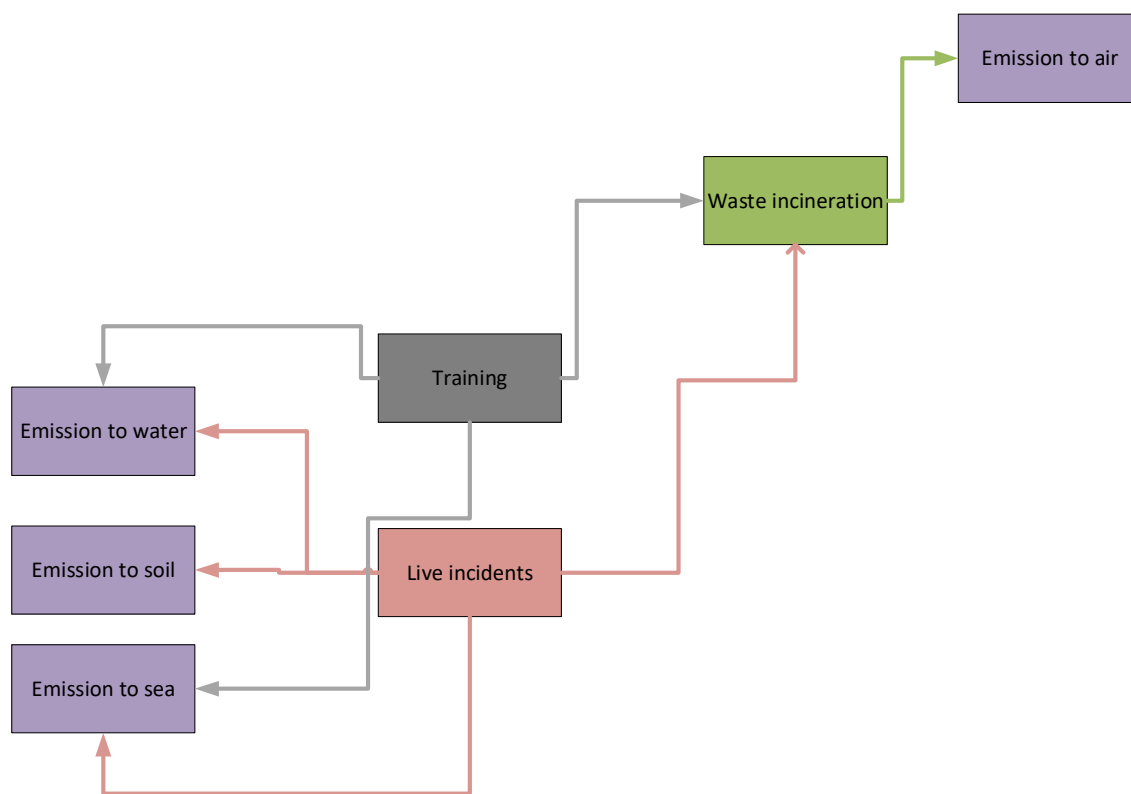 Emission to air
Waste incineration
Training
Emission to water
Live incidents
Emission to soil
Emission to sea